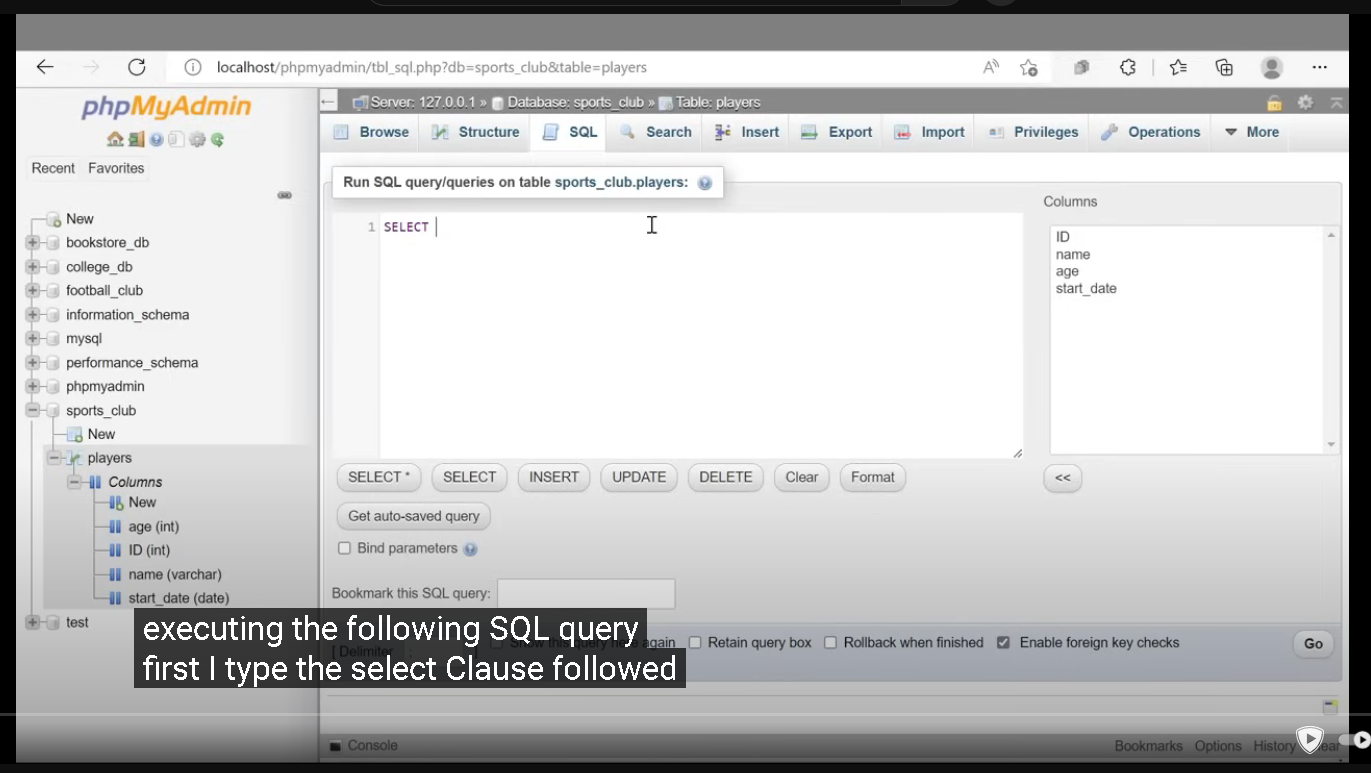 localhost/phpmyadmin/tbl_sql.php?db=sports_club&table=players
phpMyAdmin
Recent Favorites
New
bookstore_db
college_db
football_club
information_schema
mysql
performance_schema
phpmyadmin
sports_club
New
players
Columns
New
age (int)
ID (int)
name (varchar)
start_date (date)
test
Server: 127.0.0.1 » Database: sports_club » Table: players
Browse Structure SQL Search Insert Export Import Privileges Operations More
Run SQL query/queries on table sports_club.players:
1 SELECT
Columns
ID
name
age
start_date
SELECT * SELECT INSERT UPDATE DELETE Clear Format <<
Get auto-saved query
Bind parameters
Bookmark this SQL query:
[ Delimiter ; Show this query here again Retain query box Rollback when finished Enable foreign key checks Go
executing the following SQL query
first I type the select Clause followed
Console Bookmarks Options History